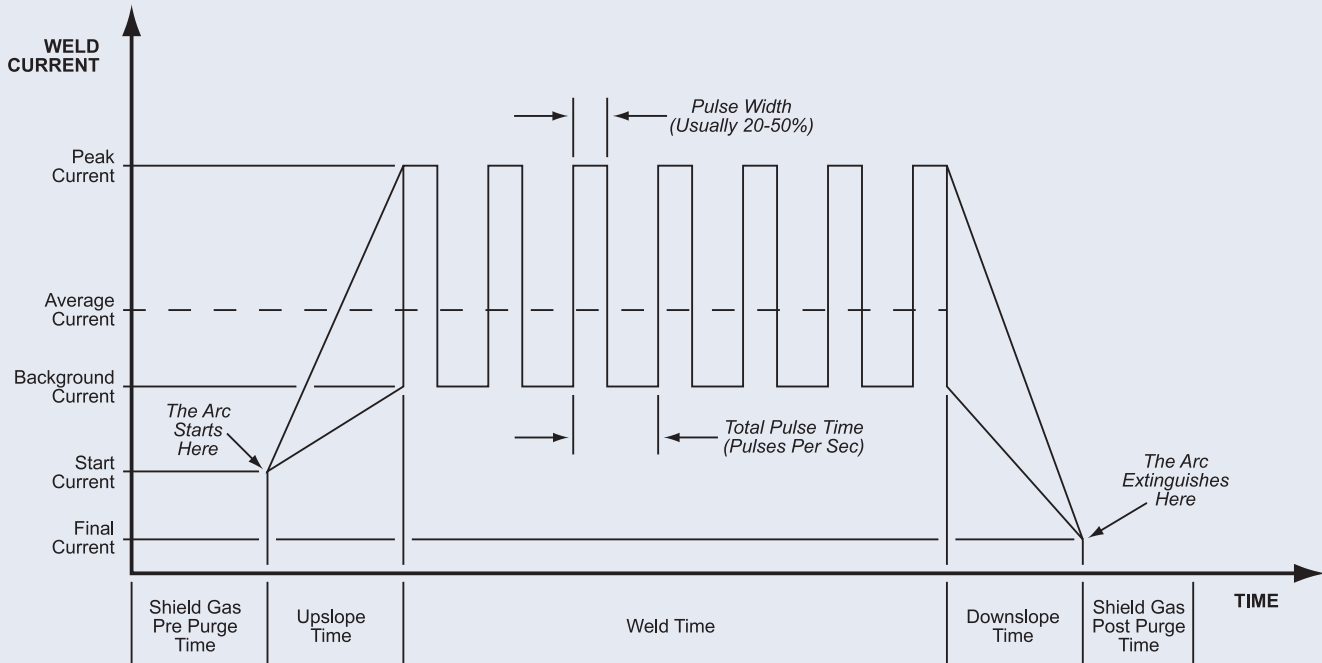 WELD
CURRENT
Pulse Width
(Usually 20-50%)
Peak
Current
Average
Current
Background
Current
The Arc
Starts
Here
Total Pulse Time
(Pulses Per Sec)
Start
Current
The Arc
Extinguishes
Here
Final
Current
TIME
Shield Gas
Pre Purge
Time
Upslope
Time
Weld Time
Downslope
Time
Shield Gas
Post Purge
Time